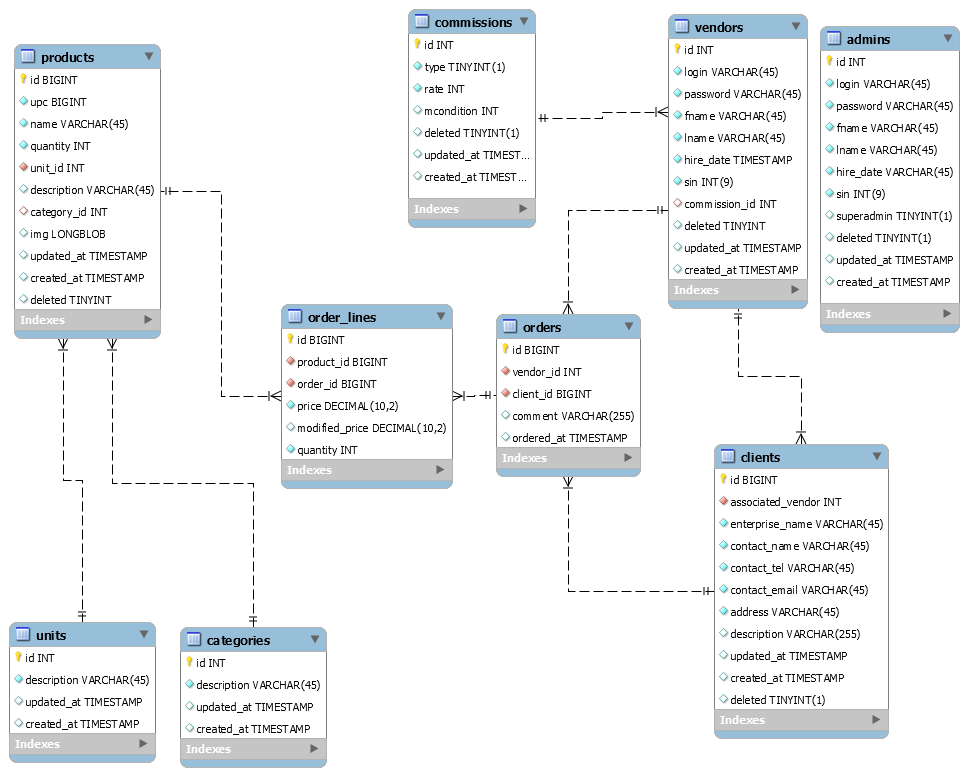 products
id BIGINT
upc BIGINT
name VARCHAR(45)
quantity INT
unit_id INT
description VARCHAR(45)
category_id INT
img LONGBLOB
updated_at TIMESTAMP
created_at TIMESTAMP
deleted TINYINT
Indexes
commissions
id INT
type TINYINT(1)
rate INT
mcondition INT
deleted TINYINT(1)
updated_at TIMEST...
created_at TIMEST...
Indexes
vendors
id INT
login VARCHAR(45)
password VARCHAR(45)
fname VARCHAR(45)
lname VARCHAR(45)
hire_date TIMESTAMP
sin INT(9)
commission_id INT
deleted TINYINT
updated_at TIMESTAMP
created_at TIMESTAMP
Indexes
admins
id INT
login VARCHAR(45)
password VARCHAR(45)
fname VARCHAR(45)
lname VARCHAR(45)
hire_date VARCHAR(45)
sin INT(9)
superadmin TINYINT(1)
deleted TINYINT(1)
updated_at TIMESTAMP
created_at TIMESTAMP
Indexes
order_lines
id BIGINT
product_id BIGINT
order_id BIGINT
price DECIMAL(10,2)
modified_price DECIMAL(10,2)
quantity INT
Indexes
orders
id BIGINT
vendor_id INT
client_id BIGINT
comment VARCHAR(255)
ordered_at TIMESTAMP
Indexes
clients
id BIGINT
associated_vendor INT
enterprise_name VARCHAR(45)
contact_name VARCHAR(45)
contact_tel VARCHAR(45)
contact_email VARCHAR(45)
address VARCHAR(45)
description VARCHAR(255)
updated_at TIMESTAMP
created_at TIMESTAMP
deleted TINYINT(1)
Indexes
units
id INT
description VARCHAR(45)
updated_at TIMESTAMP
created_at TIMESTAMP
Indexes
categories
id INT
description VARCHAR(45)
updated_at TIMESTAMP
created_at TIMESTAMP
Indexes